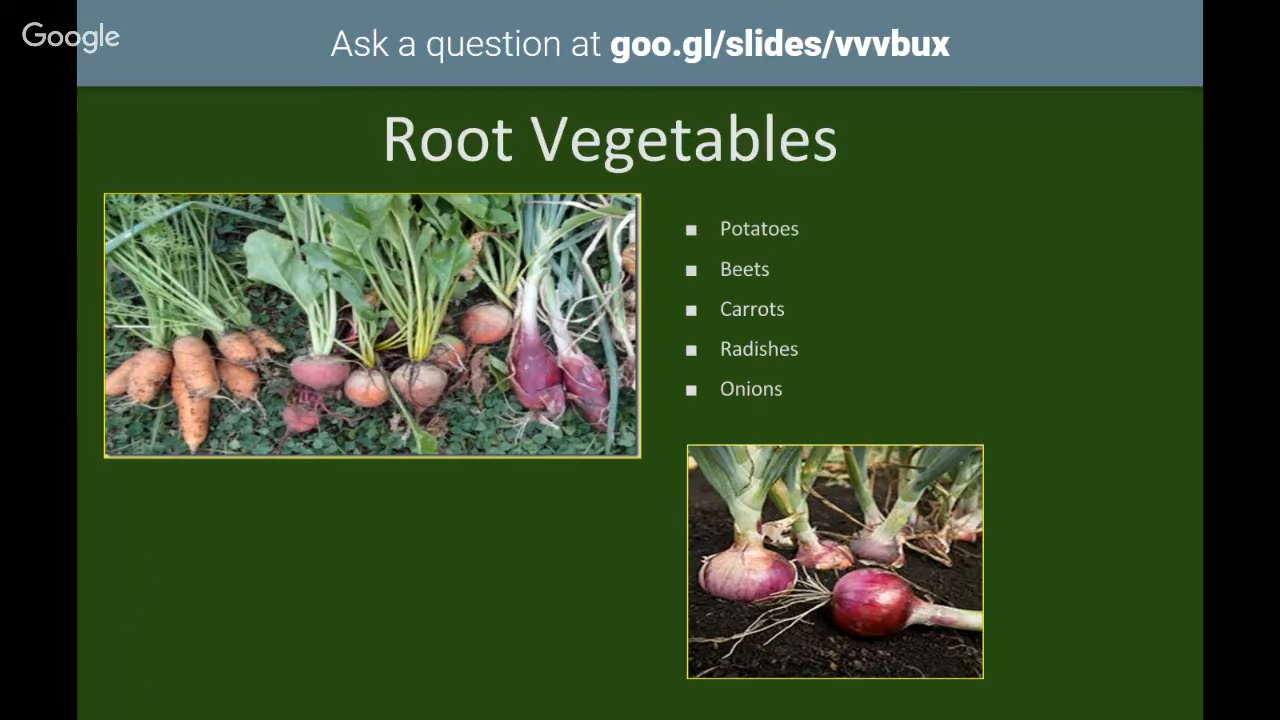 Google
Ask a question at goo.gl/slides/vvvbux
Root Vegetables
Potatoes
Beets
Carrots
Radishes
Onions